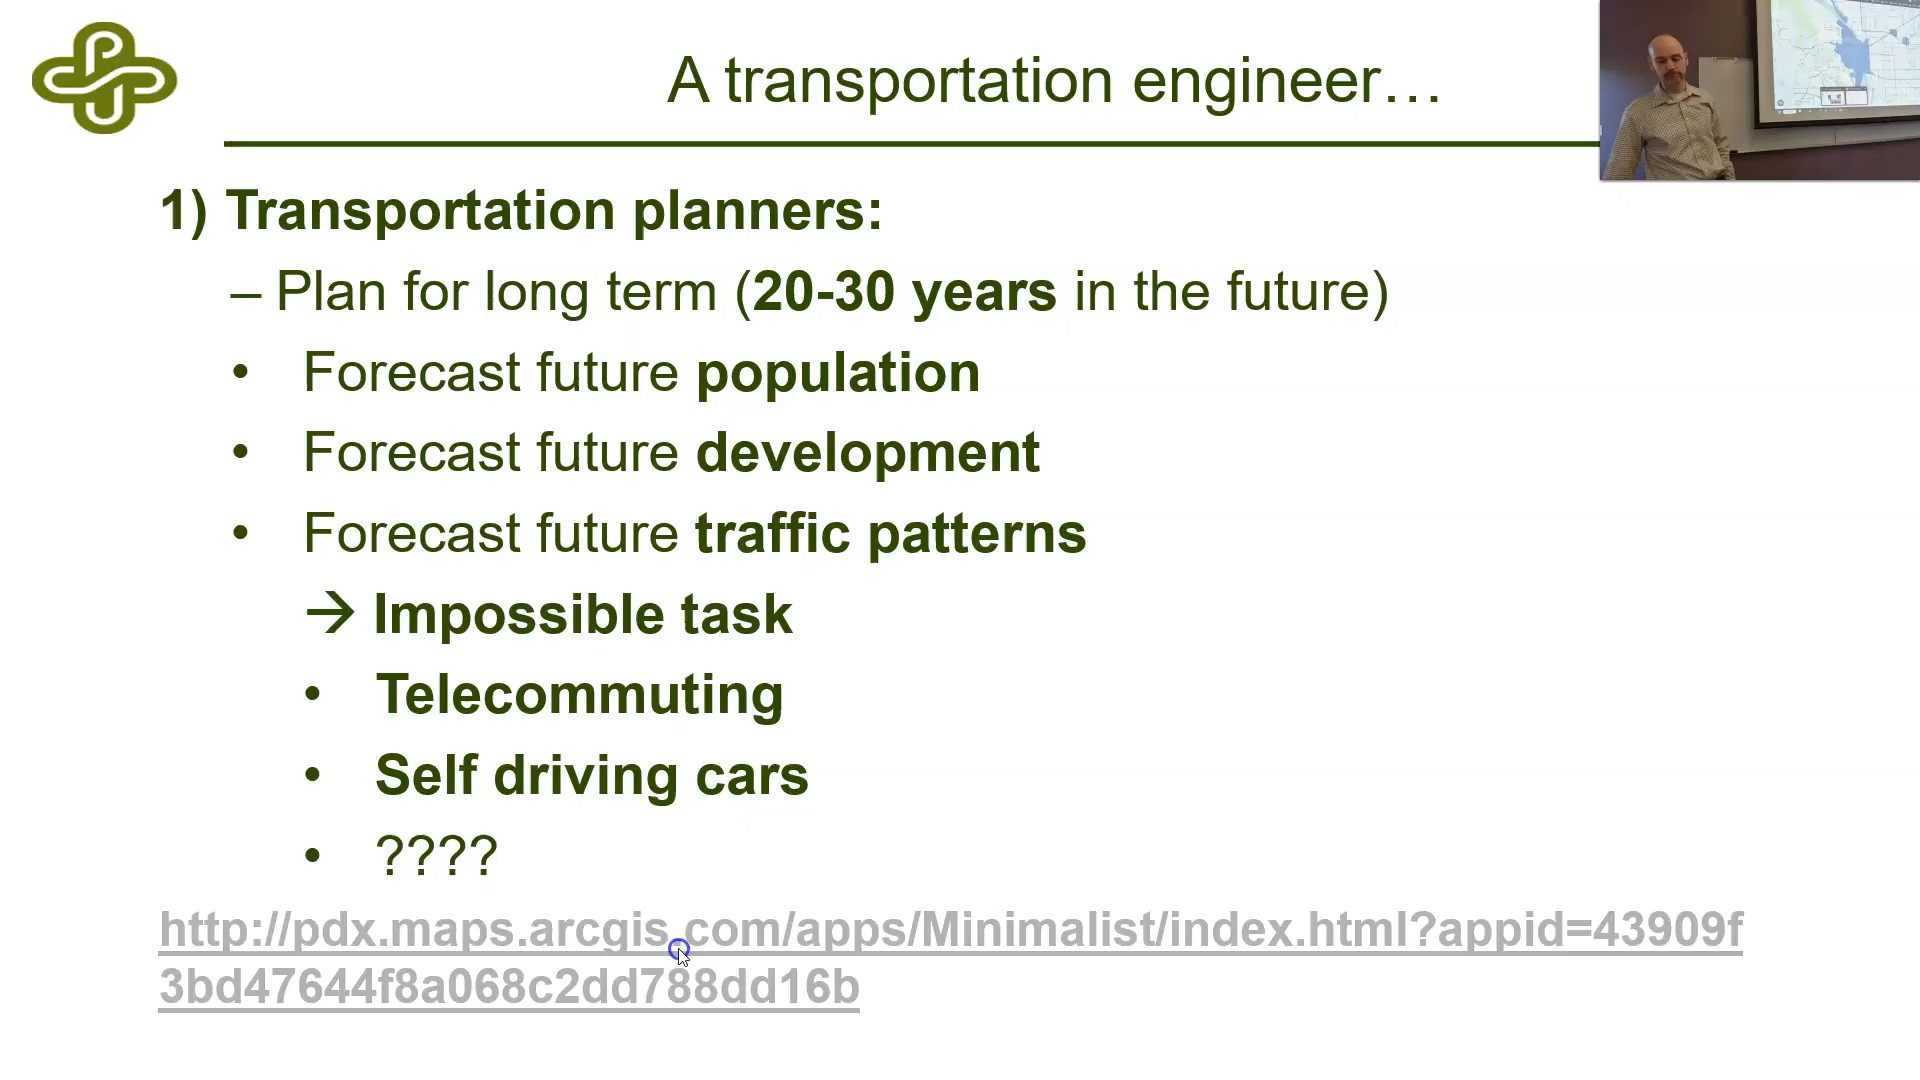 A transportation engineer…
1) Transportation planners:
– Plan for long term (20-30 years in the future)
• Forecast future population
• Forecast future development
• Forecast future traffic patterns
→ Impossible task
• Telecommuting
• Self driving cars
• ????
http://pdx.maps.arcgis.com/apps/Minimalist/index.html?appid=43909f
3bd47644f8a068c2dd788dd16b